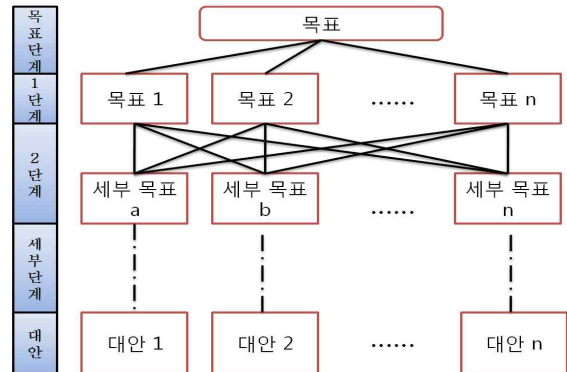 목표단계
목표
1단계
목표 1
목표 2
......
목표 n
2단계
세부 목표
a
세부 목표
b
......
세부 목표
n
세부단계
대안
대안 1
대안 2
......
대안 n